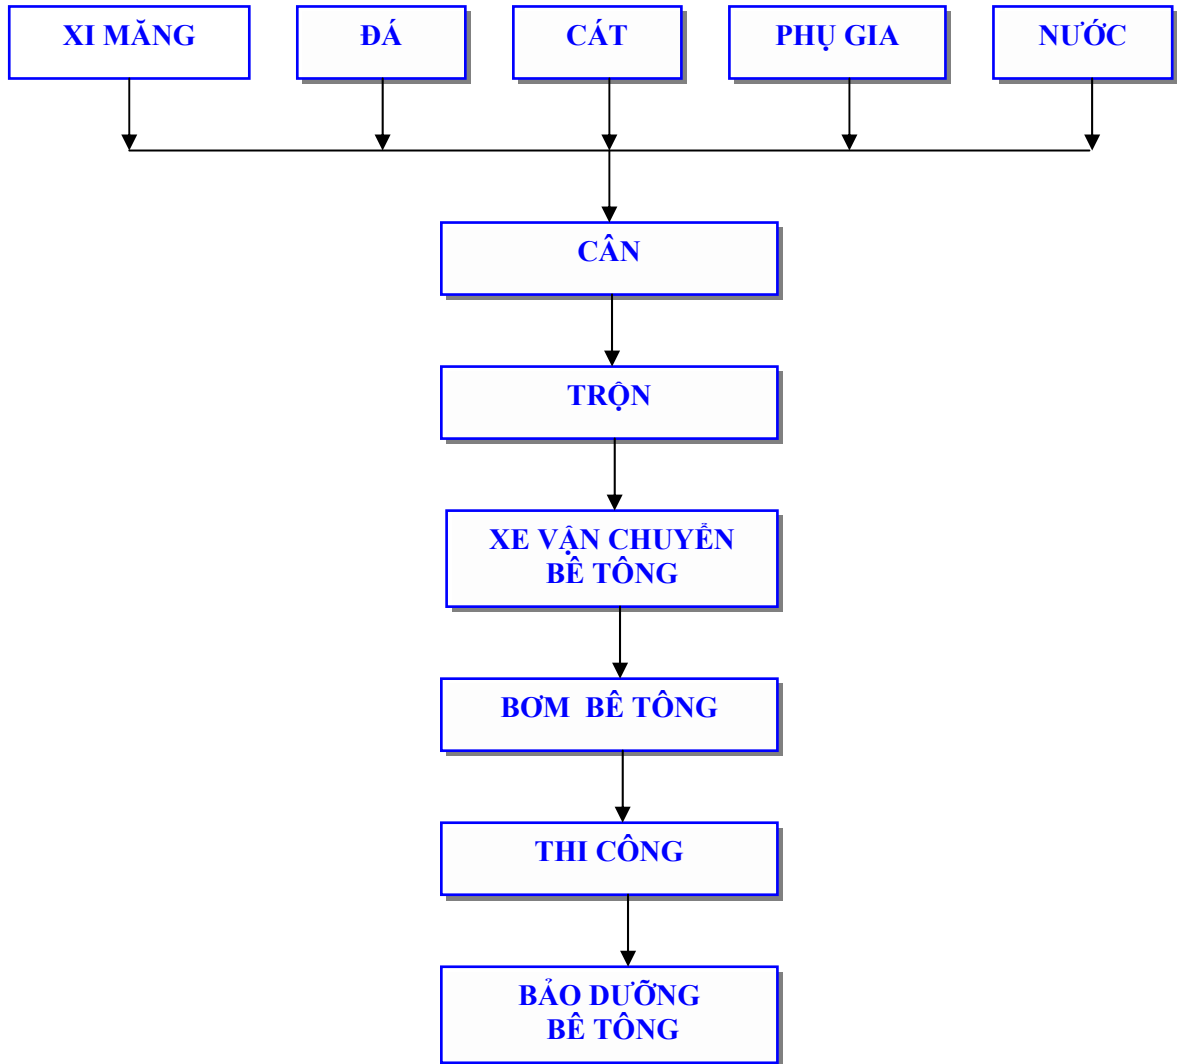 XI MĂNG
ĐÁ
CÁT
PHỤ GIA
NƯỚC
CÂN
TRỘN
XE VẬN CHUYỂN
BÊ TÔNG
BƠM BÊ TÔNG
THI CÔNG
BẢO DƯỠNG
BÊ TÔNG